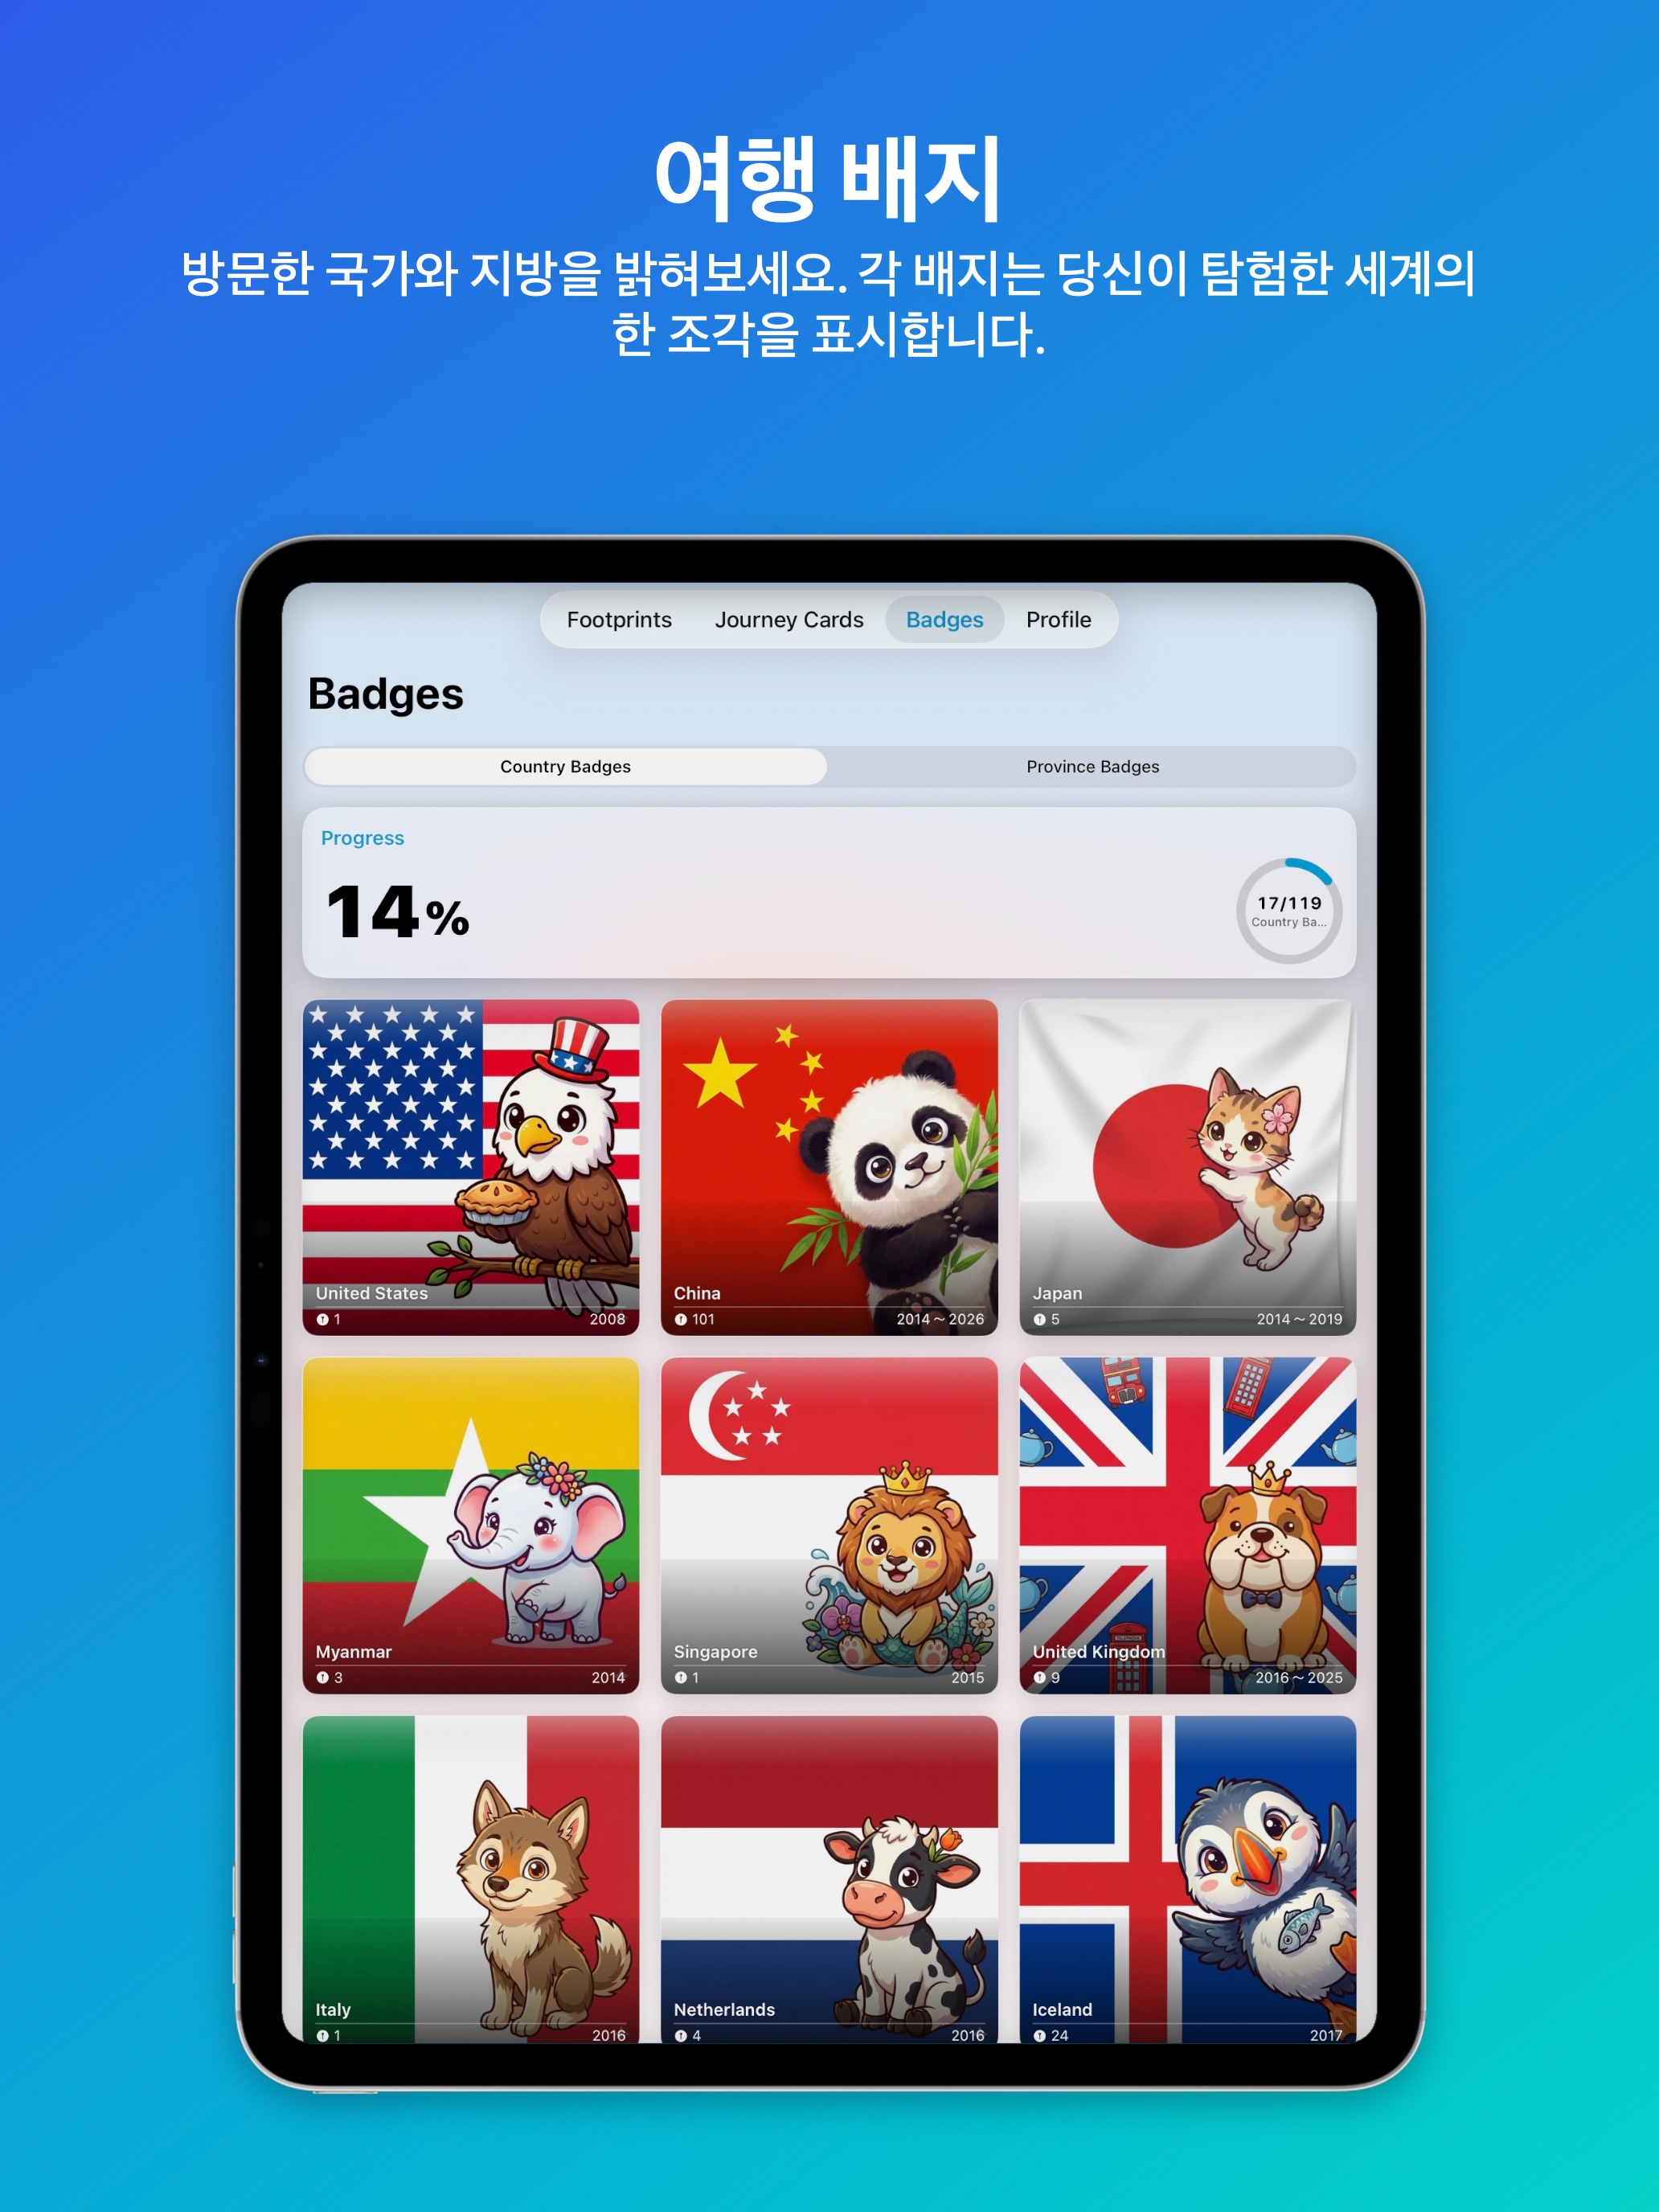 여행 배지
방문한 국가와 지방을 밝혀보세요. 각 배지는 당신이 탐험한 세계의
한 조각을 표시합니다.
Footprints Journey Cards Badges Profile
Badges
Country Badges Province Badges
Progress
14%
17/119
Country Ba...
United States
1 2008
China
101 2014~2026
Japan
5 2014~2019
Myanmar
3 2014
Singapore
1 2015
TELEPHONE
United Kingdom
9 2016~2025
Italy
1 2016
Netherlands
4 2016
Iceland
24 2017